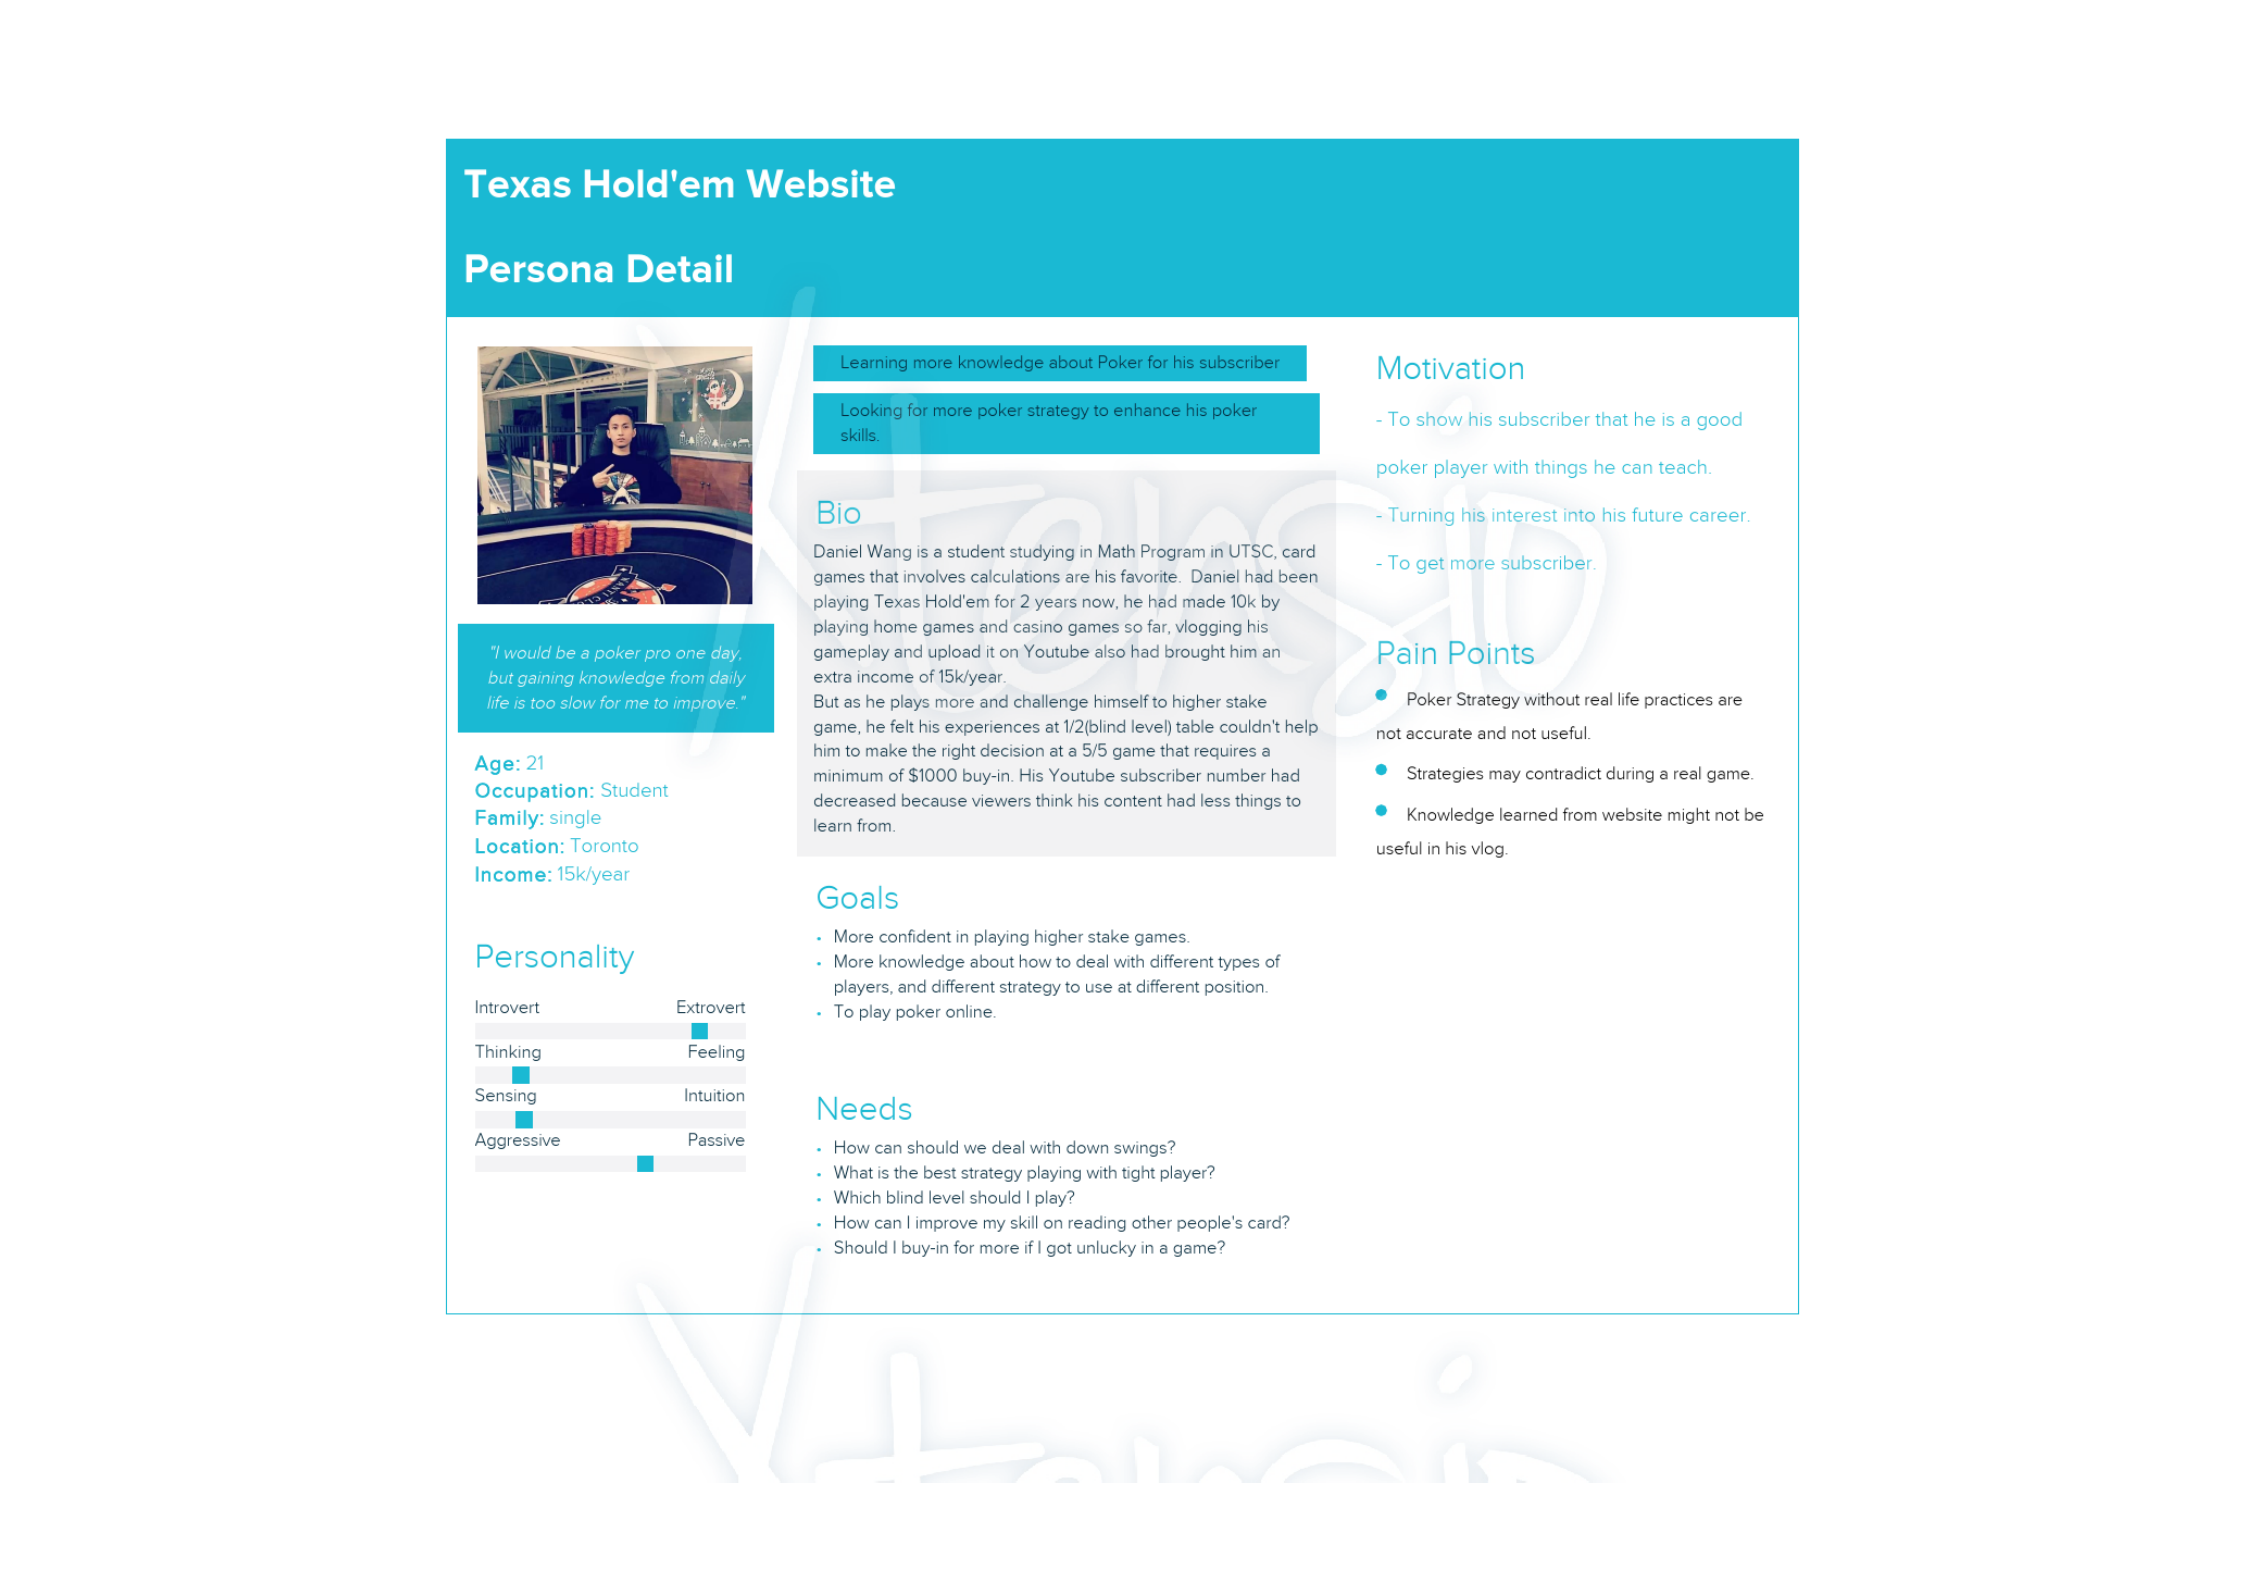 Texas Hold'em Website
Persona Detail
"I would be a poker pro one day,
but gaining knowledge from daily
life is too slow for me to improve."
Age: 21
Occupation: Student
Family: single
Location: Toronto
Income: 15k/year
Personality
Introvert Extrovert
Thinking Feeling
Sensing Intuition
Aggressive Passive
Learning more knowledge about Poker for his subscriber
Looking for more poker strategy to enhance his poker
skills.
Bio
Daniel Wang is a student studying in Math Program in UTSC, card
games that involves calculations are his favorite.  Daniel had been
playing Texas Hold'em for 2 years now, he had made 10k by
playing home games and casino games so far, vlogging his
gameplay and upload it on Youtube also had brought him an
extra income of 15k/year.
But as he plays more and challenge himself to higher stake
game, he felt his experiences at 1/2(blind level) table couldn't help
him to make the right decision at a 5/5 game that requires a
minimum of $1000 buy-in. His Youtube subscriber number had
decreased because viewers think his content had less things to
learn from.
Goals
• More confident in playing higher stake games.
• More knowledge about how to deal with different types of
players, and different strategy to use at different position.
• To play poker online.
Needs
• How can should we deal with down swings?
• What is the best strategy playing with tight player?
• Which blind level should I play?
• How can I improve my skill on reading other people's card?
• Should I buy-in for more if I got unlucky in a game?
Motivation
- To show his subscriber that he is a good
poker player with things he can teach.
- Turning his interest into his future career.
- To get more subscriber.
Pain Points
• Poker Strategy without real life practices are
not accurate and not useful.
• Strategies may contradict during a real game.
• Knowledge learned from website might not be
useful in his vlog.
Xtensio